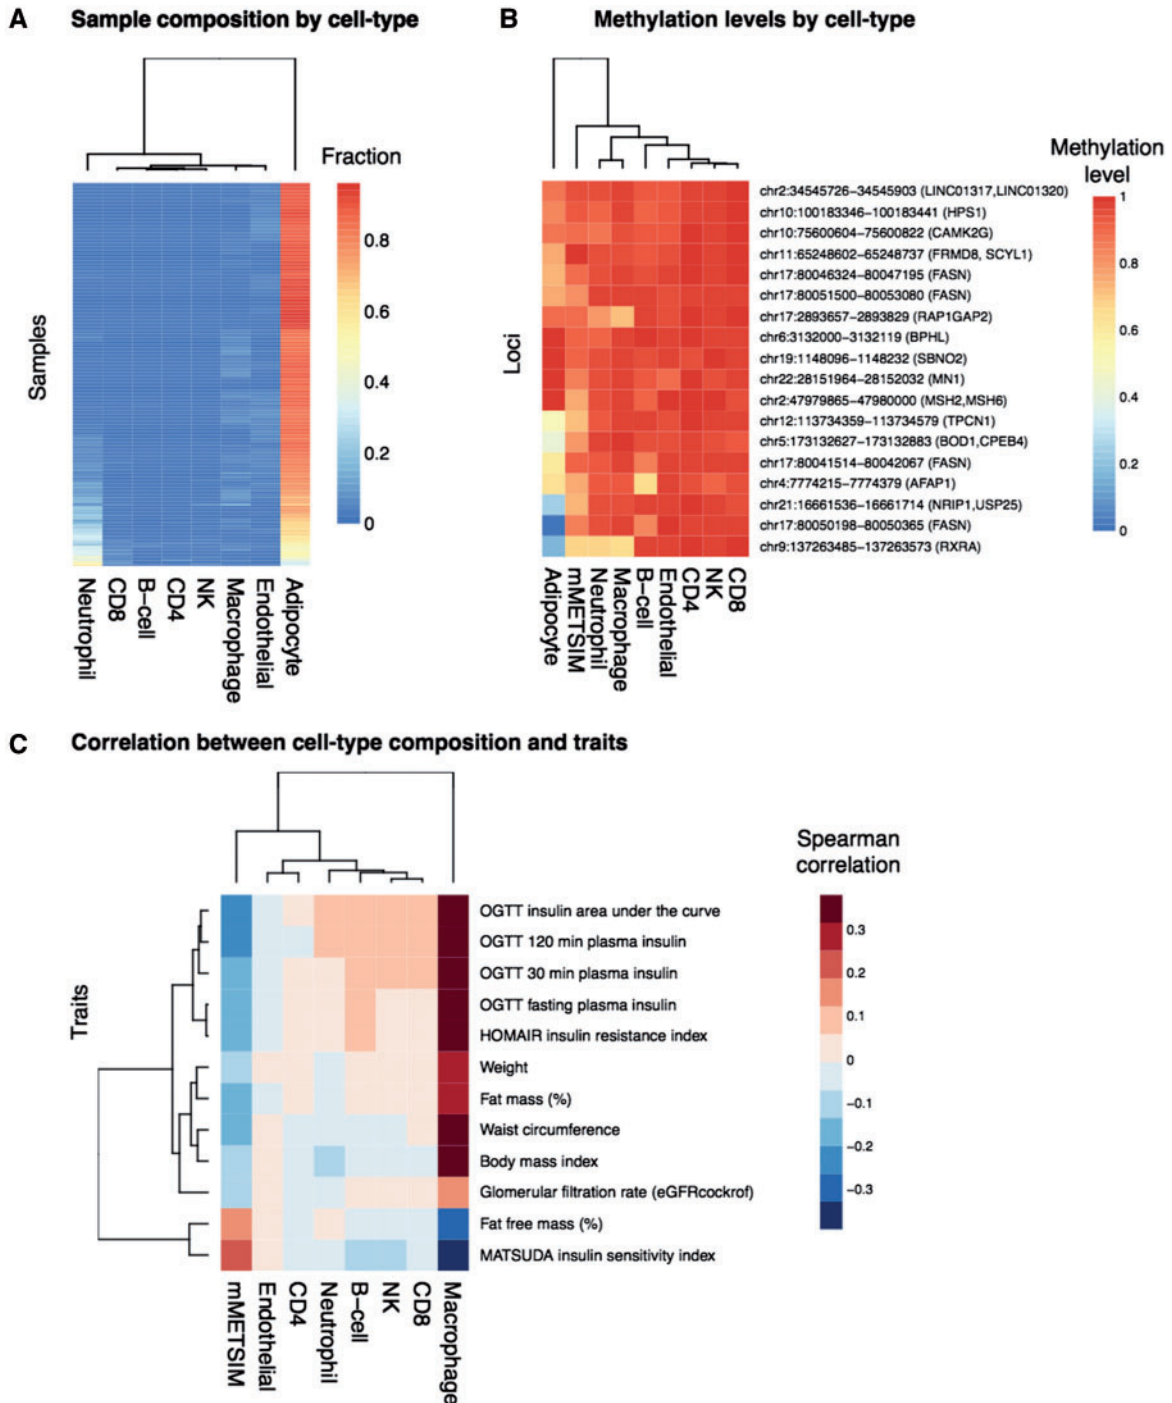 A Sample composition by cell-type
Fraction
0.8
0.6
0.4
0.2
0
Samples
Neutrophil
CD8
B-cell
CD4
NK
Macrophage
Endothelial
Adipocyte
B Methylation levels by cell-type
Methylation
level
1
0.8
0.6
0.4
0.2
0
Loci
chr2:34545726-34545903 (LINC01317,LINC01320)
chr10:100183346-100183441 (HPS1)
chr10:75600604-75600822 (CAMK2G)
chr11:65248602-65248737 (FRMD8, SCYL1)
chr17:80046324-80047195 (FASN)
chr17:80051500-80053080 (FASN)
chr17:2893657-2893829 (RAP1GAP2)
chr6:3132000-3132119 (BPHL)
chr19:1148096-1148232 (SBNO2)
chr22:28151964-28152032 (MN1)
chr2:47979865-47980000 (MSH2,MSH6)
chr12:113734359-113734579 (TPCN1)
chr5:173132627-173132883 (BOD1,CPEB4)
chr17:80041514-80042067 (FASN)
chr4:7774215-7774379 (AFAP1)
chr21:16661536-16661714 (NRIP1,USP25)
chr17:80050198-80050365 (FASN)
chr9:137263485-137263573 (RXRA)
Adipocyte
mMETSIM
Neutrophil
Macrophage
B-cell
Endothelial
CD4
NK
CD8
C Correlation between cell-type composition and traits
Spearman
correlation
0.3
0.2
0.1
0
-0.1
-0.2
-0.3
Traits
OGTT insulin area under the curve
OGTT 120 min plasma insulin
OGTT 30 min plasma insulin
OGTT fasting plasma insulin
HOMAIR insulin resistance index
Weight
Fat mass (%)
Waist circumference
Body mass index
Glomerular filtration rate (eGFRcockrof)
Fat free mass (%)
MATSUDA insulin sensitivity index
mMETSIM
Endothelial
CD4
Neutrophil
B-cell
NK
CD8
Macrophage